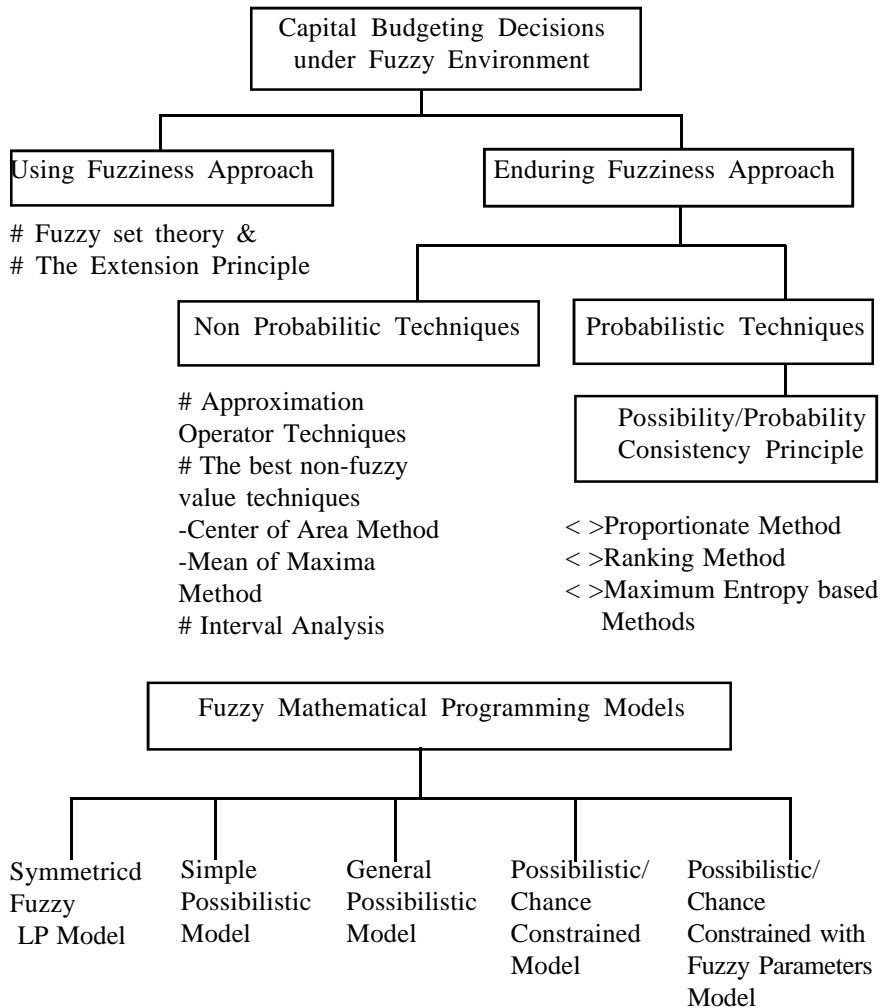 Capital Budgeting Decisions
under Fuzzy Environment
Using Fuzziness Approach
Enduring Fuzziness Approach
# Fuzzy set theory &
# The Extension Principle
Non Probabilitic Techniques
Probabilistic Techniques
# Approximation
Operator Techniques
# The best non-fuzzy
value techniques
-Center of Area Method
-Mean of Maxima
Method
# Interval Analysis
Possibility/Probability
Consistency Principle
< >Proportionate Method
< >Ranking Method
< >Maximum Entropy based
Methods
Fuzzy Mathematical Programming Models
Symmetricd
Fuzzy
LP Model
Simple
Possibilistic
Model
General
Possibilistic
Model
Possibilistic/
Chance
Constrained
Model
Possibilistic/
Chance
Constrained with
Fuzzy Parameters
Model